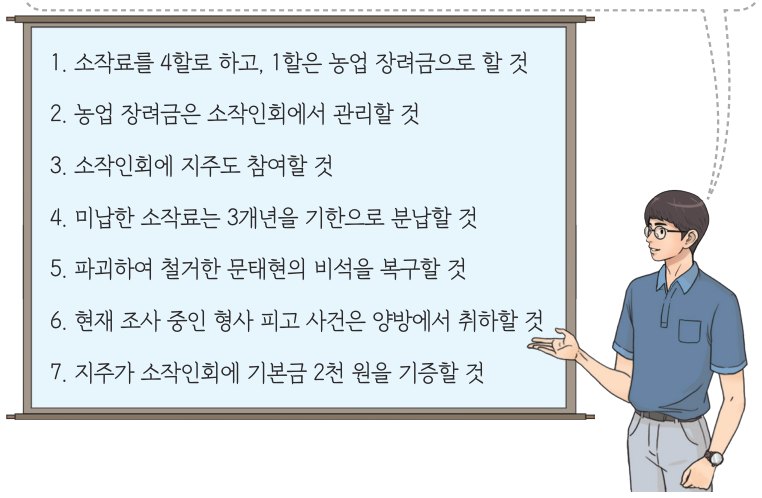 1. 소작료를 4할로 하고, 1할은 농업 장려금으로 할 것
2. 농업 장려금은 소작인회에서 관리할 것
3. 소작인회에 지주도 참여할 것
4. 미납한 소작료는 3개년을 기한으로 분납할 것
5. 파괴하여 철거한 문태현의 비석을 복구할 것
6. 현재 조사 중인 형사 피고 사건은 양방에서 취하할 것
7. 지주가 소작인회에 기본금 2천 원을 기증할 것